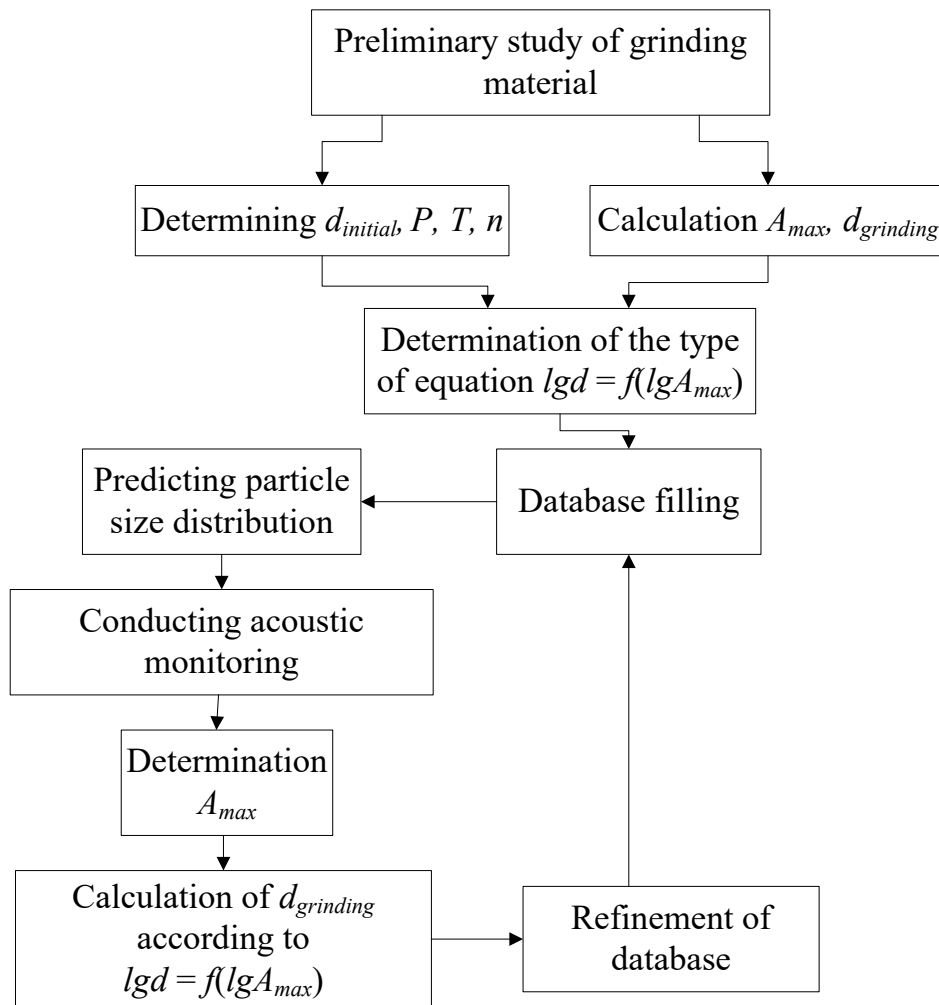 Preliminary study of grinding
material
Determining d_initial, P, T, n
Calculation A_max, d_grinding
Determination of the type
of equation lgd = f(lgA_max)
Predicting particle
size distribution
Database filling
Conducting acoustic
monitoring
Determination
A_max
Calculation of d_grinding
according to
lgd = f(lgA_max)
Refinement of
database